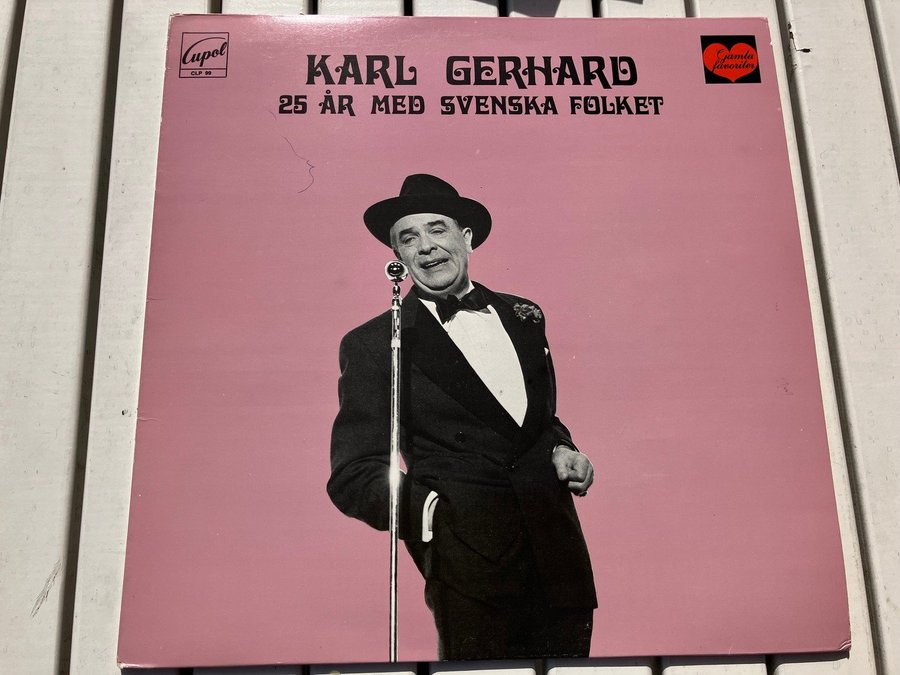 Cupol
CLP 99
KARL GERHARD
25 ÅR MED SVENSKA FOLKET
Gamla
favoriter